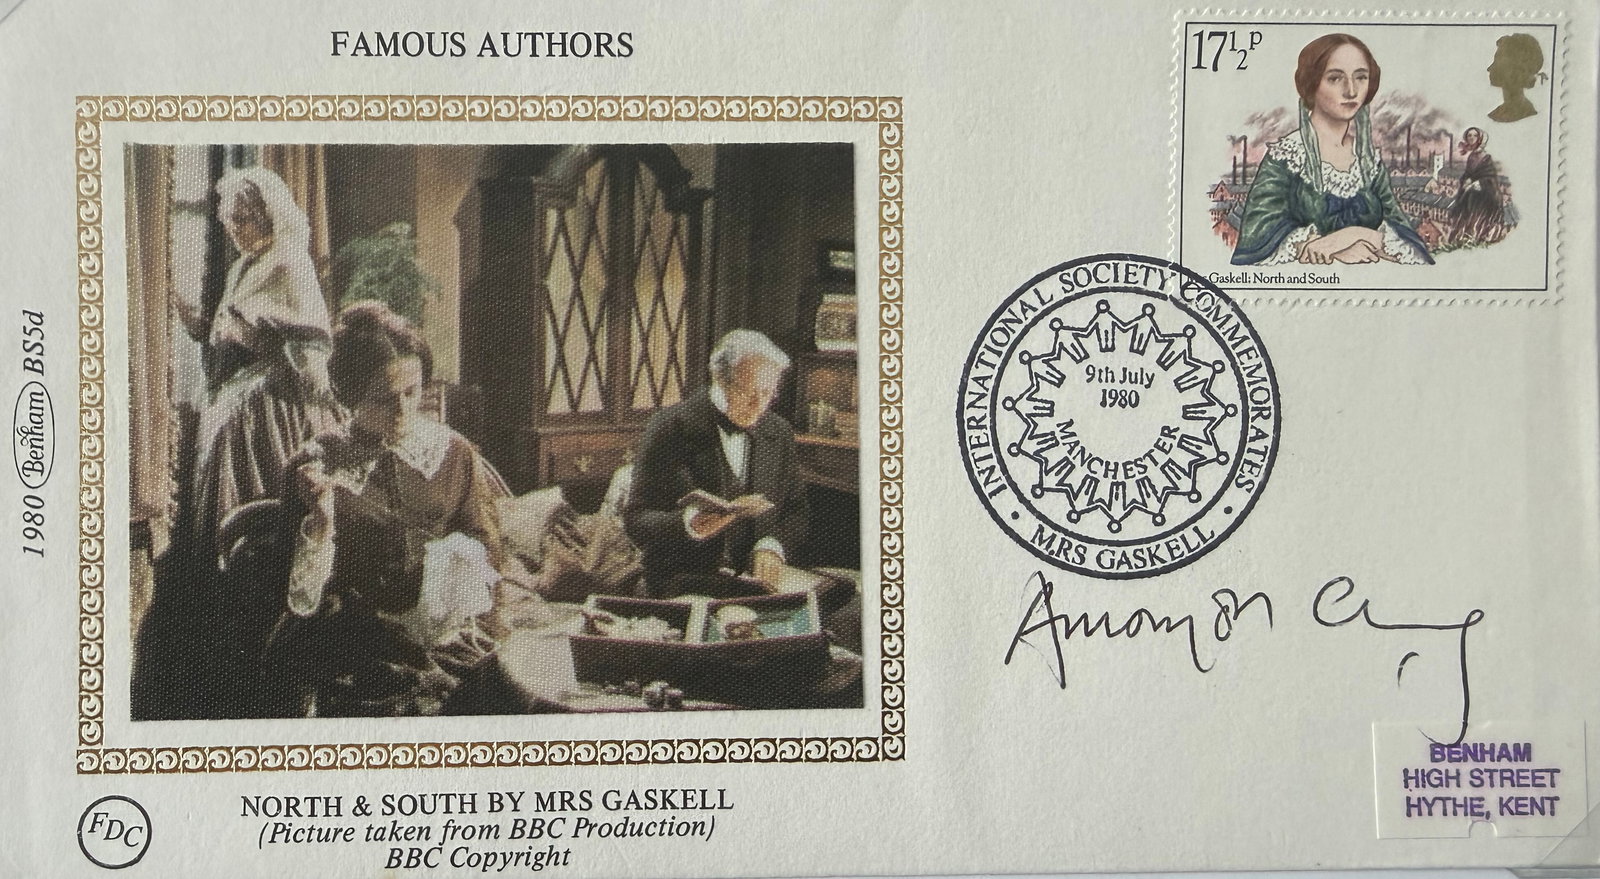 FAMOUS AUTHORS
17½p
Mrs Gaskell: North and South
INTERNATIONAL SOCIETY COMMEMORATES
9th July
1980
MANCHESTER
• MRS GASKELL •
1980 Benham BS5d
BENHAM
HIGH STREET
HYTHE, KENT
FDC
NORTH & SOUTH BY MRS GASKELL
(Picture taken from BBC Production)
BBC Copyright